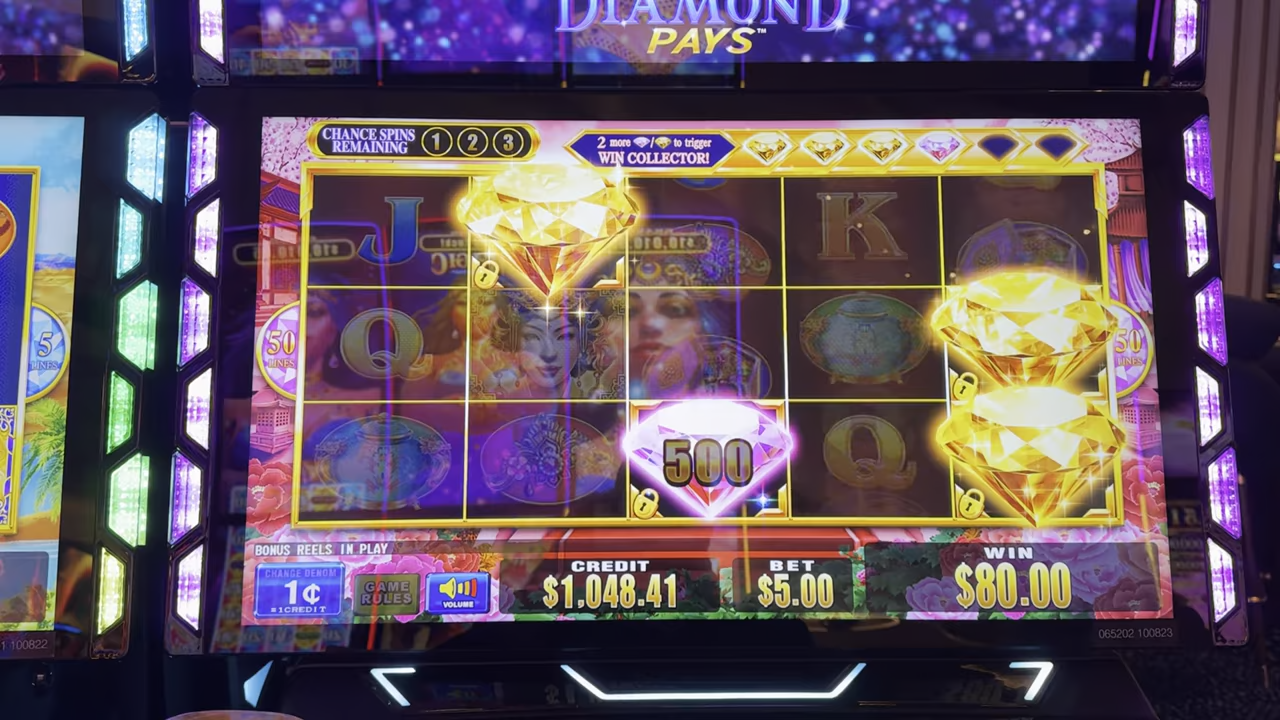 DIAMOND
PAYS™
CHANCE SPINS
REMAINING
1 2 3
2 more / to trigger
WIN COLLECTOR!
J
K
Q
Q
5
LINES
50
LINES
50
LINES
500
BONUS REELS IN PLAY
CHANGE DENOM
1¢
=1CREDIT
GAME
RULES
VOLUME
CREDIT
$1,048.41
BET
$5.00
WIN
$80.00
1 100822
065202 100823